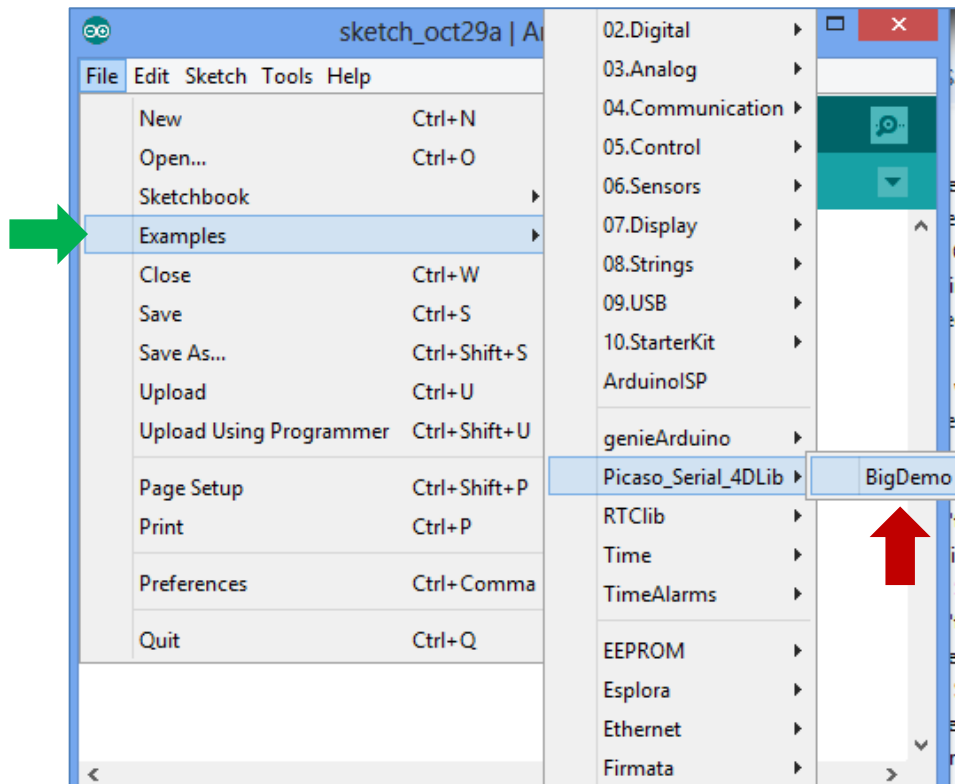 sketch_oct29a | A
File Edit Sketch Tools Help
New Ctrl+N
Open... Ctrl+O
Sketchbook
Examples
Close Ctrl+W
Save Ctrl+S
Save As... Ctrl+Shift+S
Upload Ctrl+U
Upload Using Programmer Ctrl+Shift+U
Page Setup Ctrl+Shift+P
Print Ctrl+P
Preferences Ctrl+Comma
Quit Ctrl+Q
02.Digital
03.Analog
04.Communication
05.Control
06.Sensors
07.Display
08.Strings
09.USB
10.StarterKit
ArduinoISP
genieArduino
Picaso_Serial_4DLib
RTClib
Time
TimeAlarms
EEPROM
Esplora
Ethernet
Firmata
BigDemo